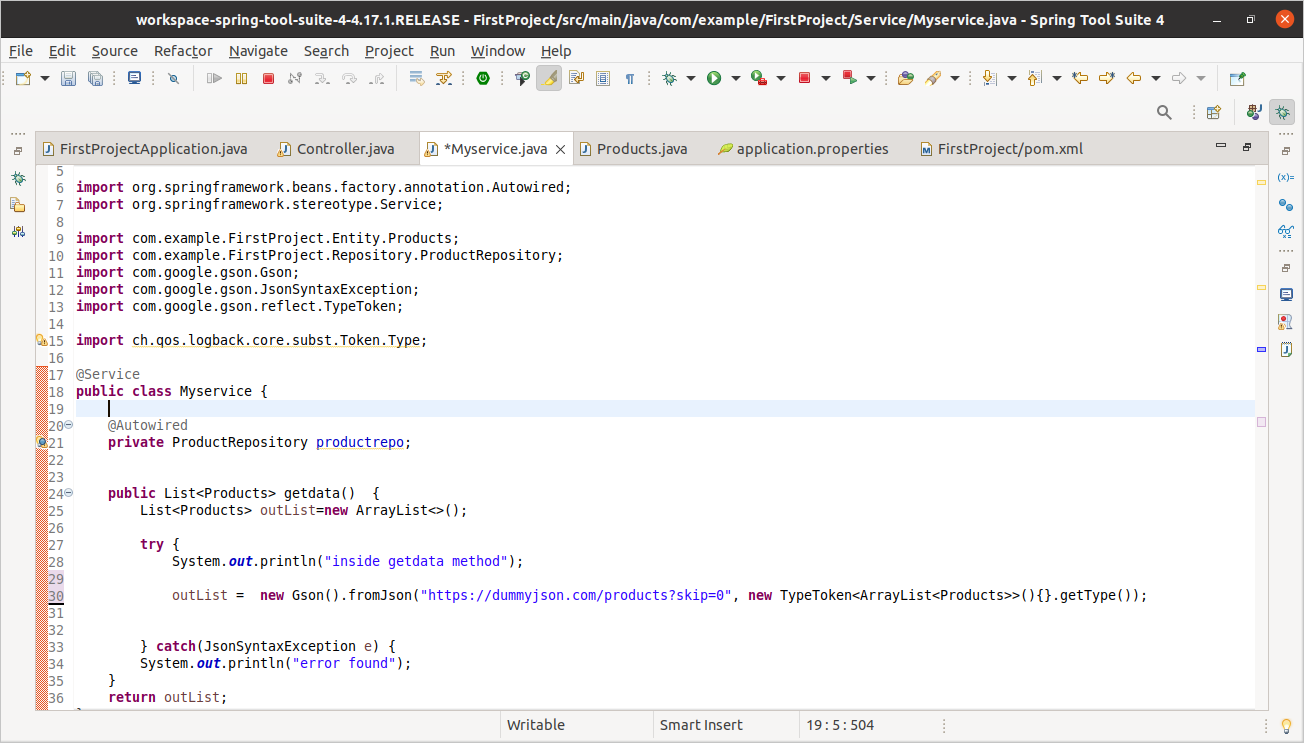 workspace-spring-tool-suite-4-4.17.1.RELEASE - FirstProject/src/main/java/com/example/FirstProject/Service/Myservice.java - Spring Tool Suite 4
File Edit Source Refactor Navigate Search Project Run Window Help
FirstProjectApplication.java Controller.java *Myservice.java Products.java application.properties FirstProject/pom.xml
5
6 import org.springframework.beans.factory.annotation.Autowired;
7 import org.springframework.stereotype.Service;
8
9 import com.example.FirstProject.Entity.Products;
10 import com.example.FirstProject.Repository.ProductRepository;
11 import com.google.gson.Gson;
12 import com.google.gson.JsonSyntaxException;
13 import com.google.gson.reflect.TypeToken;
14
15 import ch.qos.logback.core.subst.Token.Type;
16
17 @Service
18 public class Myservice {
19
20 @Autowired
21 private ProductRepository productrepo;
22
23
24 public List<Products> getdata()  {
25 List<Products> outList=new ArrayList<>();
26
27 try {
28 System.out.println("inside getdata method");
29
30 outList =  new Gson().fromJson("https://dummyjson.com/products?skip=0", new TypeToken<ArrayList<Products>>(){}.getType());
31
32
33 } catch(JsonSyntaxException e) {
34 System.out.println("error found");
35 }
36 return outList;
Writable Smart Insert 19 : 5 : 504